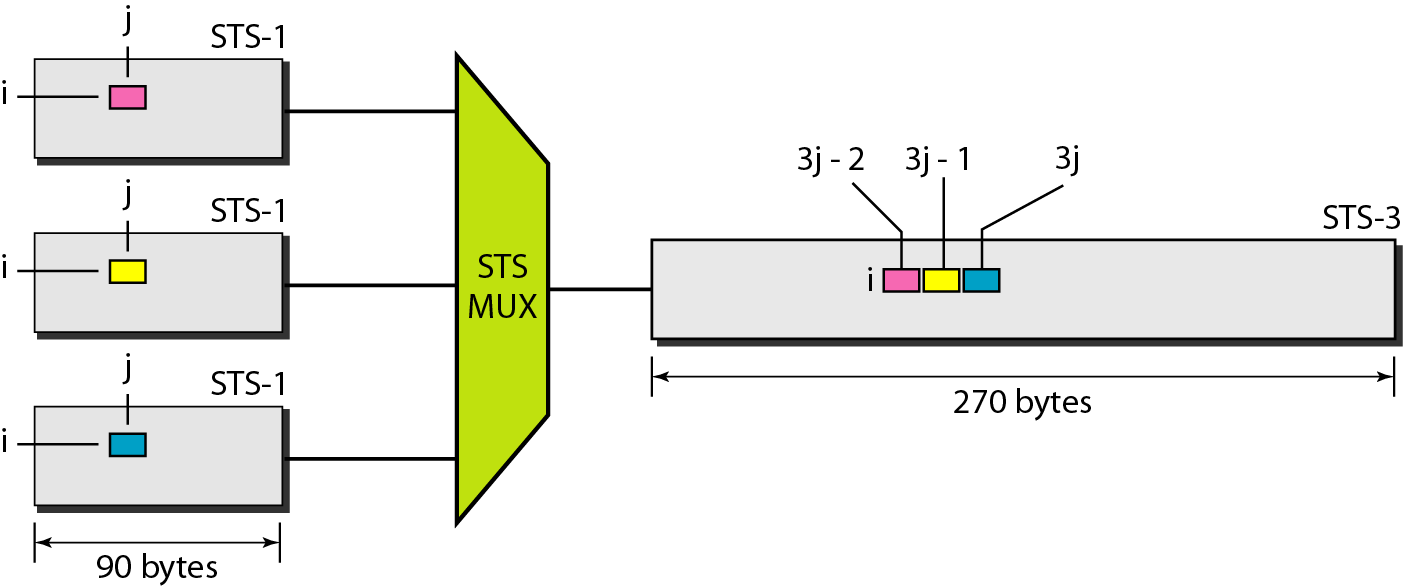 j
STS-1
i
j
STS-1
i
j
STS-1
i
90 bytes
STS
MUX
3j - 2
3j - 1
3j
STS-3
i
270 bytes